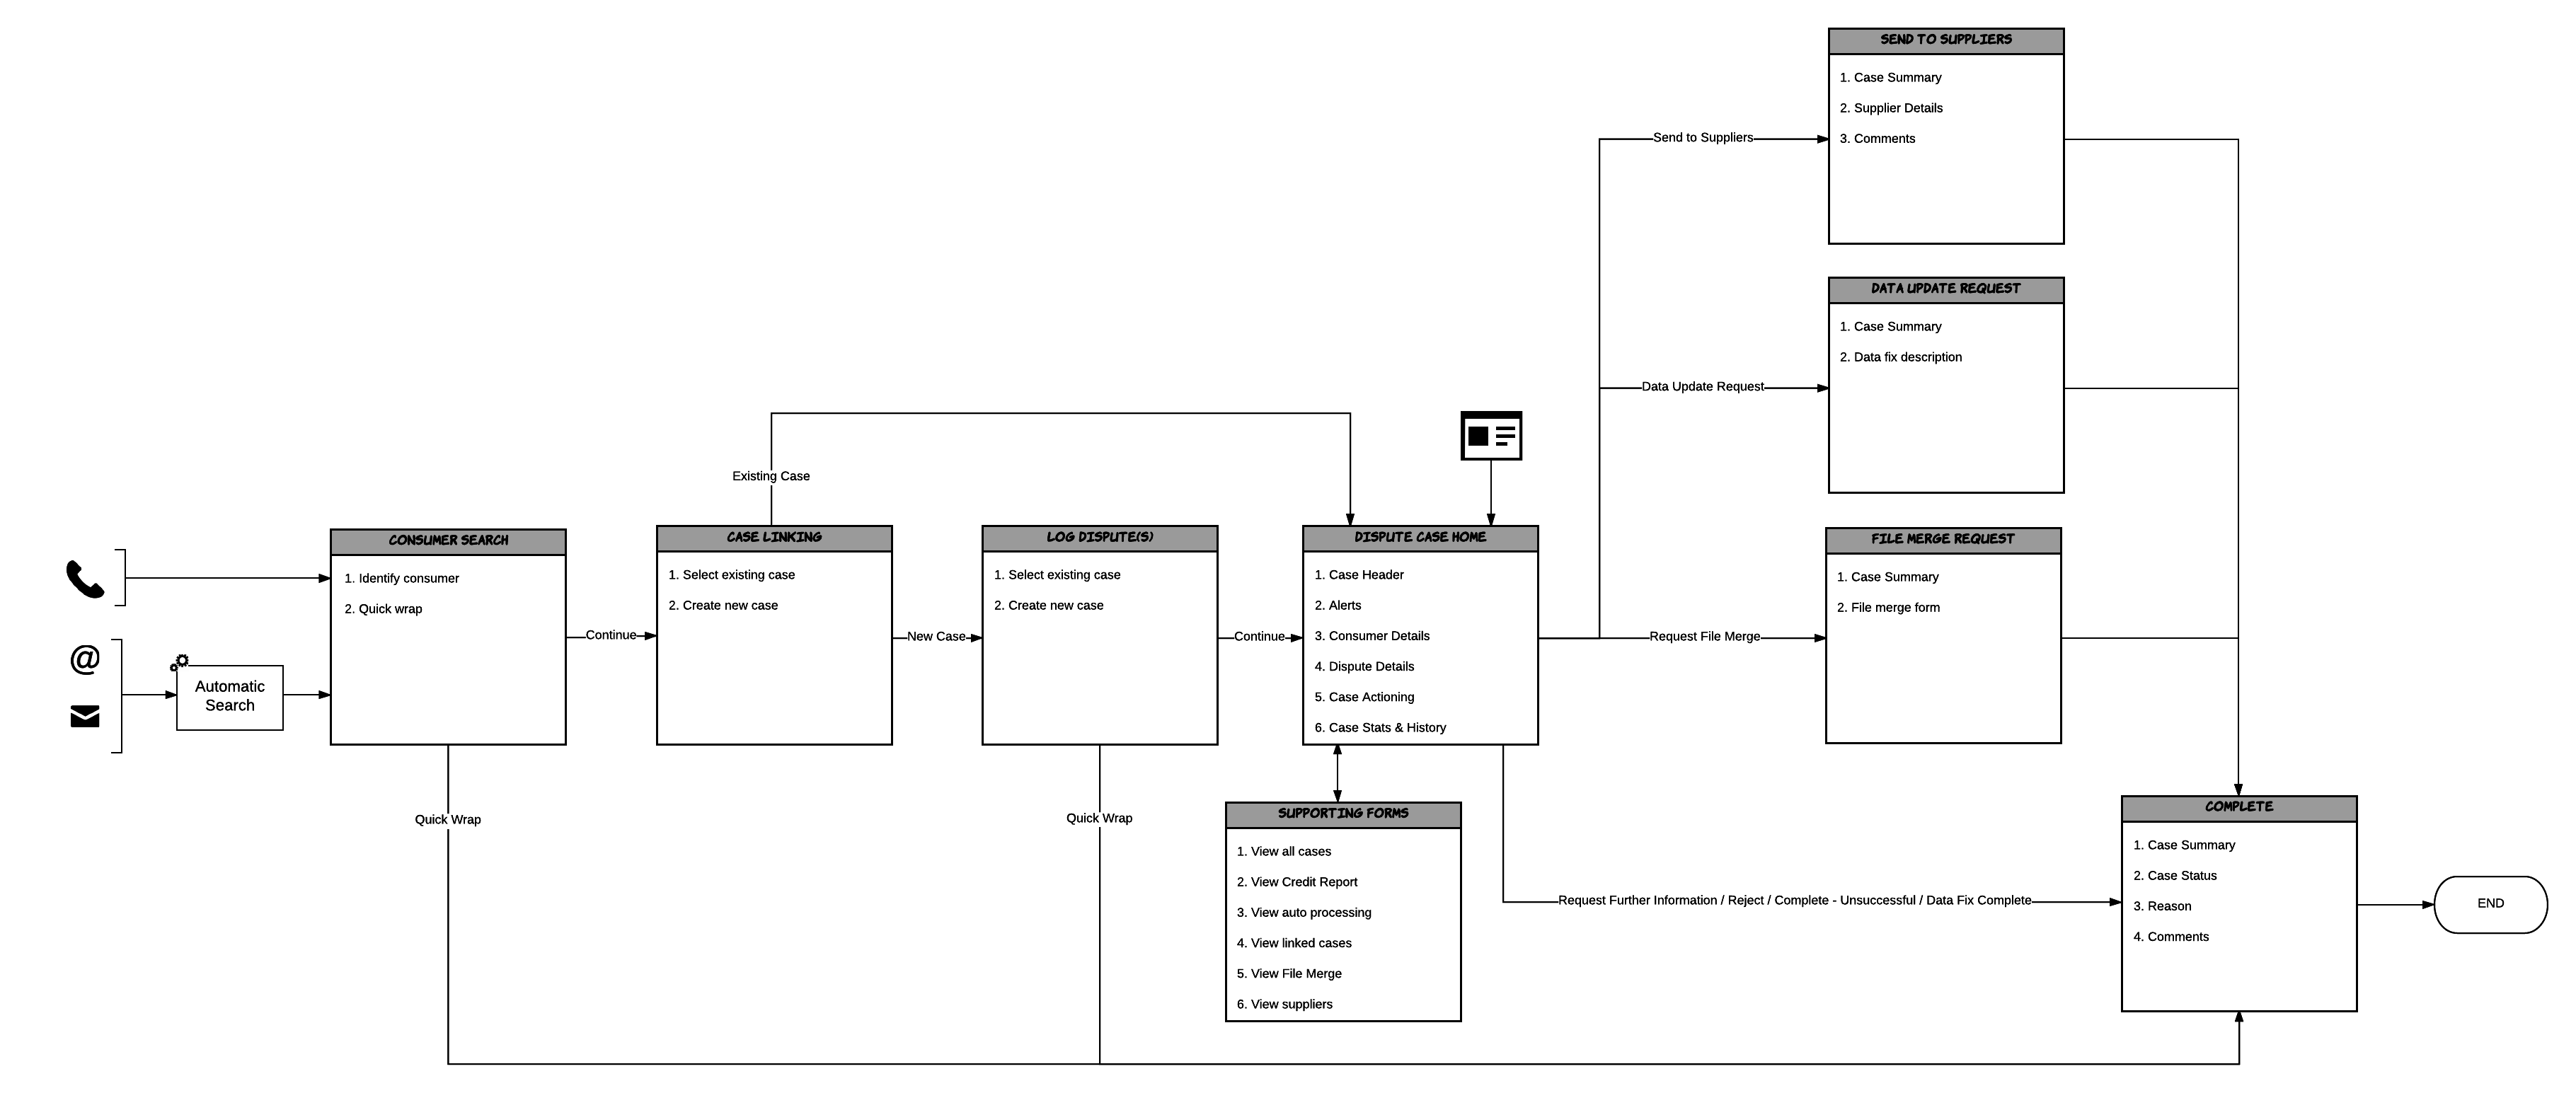 SEND TO SUPPLIERS
1. Case Summary
2. Supplier Details
3. Comments
Send to Suppliers
DATA UPDATE REQUEST
1. Case Summary
2. Data fix description
Data Update Request
Existing Case
CONSUMER SEARCH
1. Identify consumer
2. Quick wrap
Automatic
Search
Continue
CASE LINKING
1. Select existing case
2. Create new case
New Case
LOG DISPUTE(S)
1. Select existing case
2. Create new case
Continue
DISPUTE CASE HOME
1. Case Header
2. Alerts
3. Consumer Details
4. Dispute Details
5. Case Actioning
6. Case Stats & History
Request File Merge
FILE MERGE REQUEST
1. Case Summary
2. File merge form
@
Quick Wrap
Quick Wrap
SUPPORTING FORMS
1. View all cases
2. View Credit Report
3. View auto processing
4. View linked cases
5. View File Merge
6. View suppliers
Request Further Information / Reject / Complete - Unsuccessful / Data Fix Complete
COMPLETE
1. Case Summary
2. Case Status
3. Reason
4. Comments
END